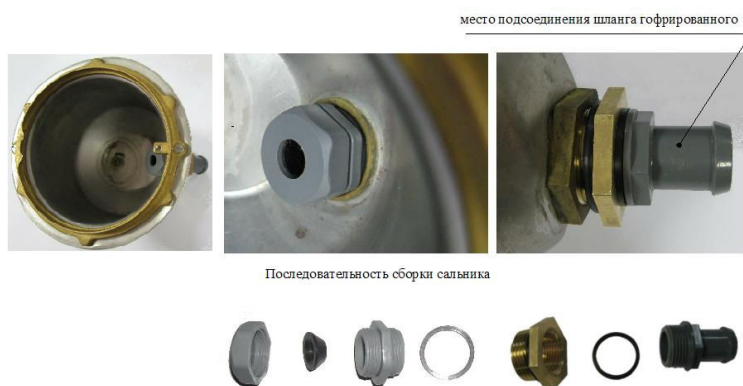 место подсоединения шланга гофрированного
Последовательность сборки сальника